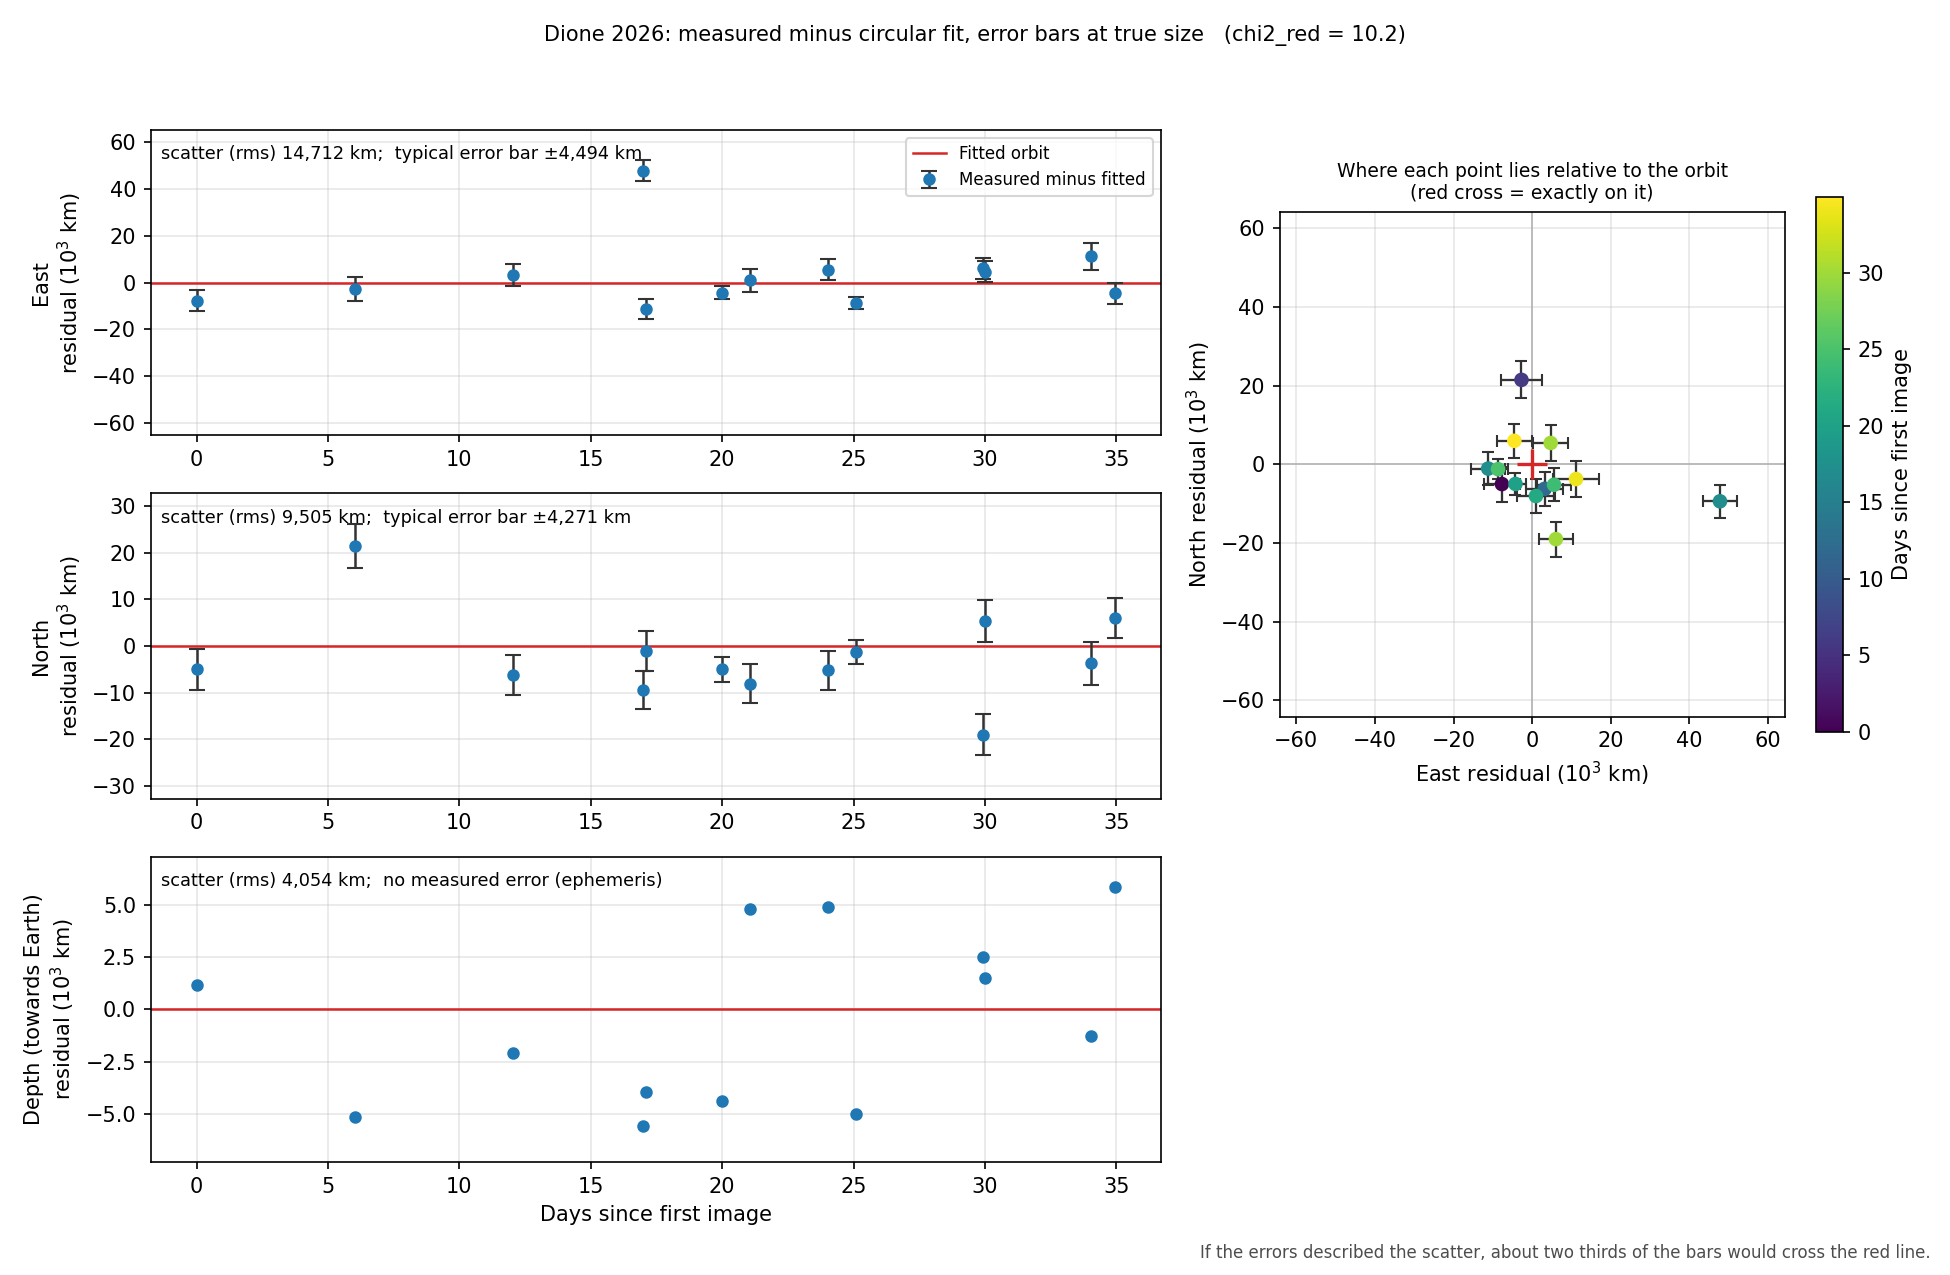 Dione 2026: measured minus circular fit, error bars at true size   (chi2_red = 10.2)
60
40
20
0
−20
−40
−60
East
residual (10³ km)
scatter (rms) 14,712 km;  typical error bar ±4,494 km
Fitted orbit
Measured minus fitted
0 5 10 15 20 25 30 35
30
20
10
0
−10
−20
−30
North
residual (10³ km)
scatter (rms) 9,505 km;  typical error bar ±4,271 km
0 5 10 15 20 25 30 35
5.0
2.5
0.0
−2.5
−5.0
Depth (towards Earth)
residual (10³ km)
scatter (rms) 4,054 km;  no measured error (ephemeris)
0 5 10 15 20 25 30 35
Days since first image
Where each point lies relative to the orbit
(red cross = exactly on it)
60
40
20
0
−20
−40
−60
North residual (10³ km)
−60 −40 −20 0 20 40 60
East residual (10³ km)
30
25
20
15
10
5
0
Days since first image
If the errors described the scatter, about two thirds of the bars would cross the red line.